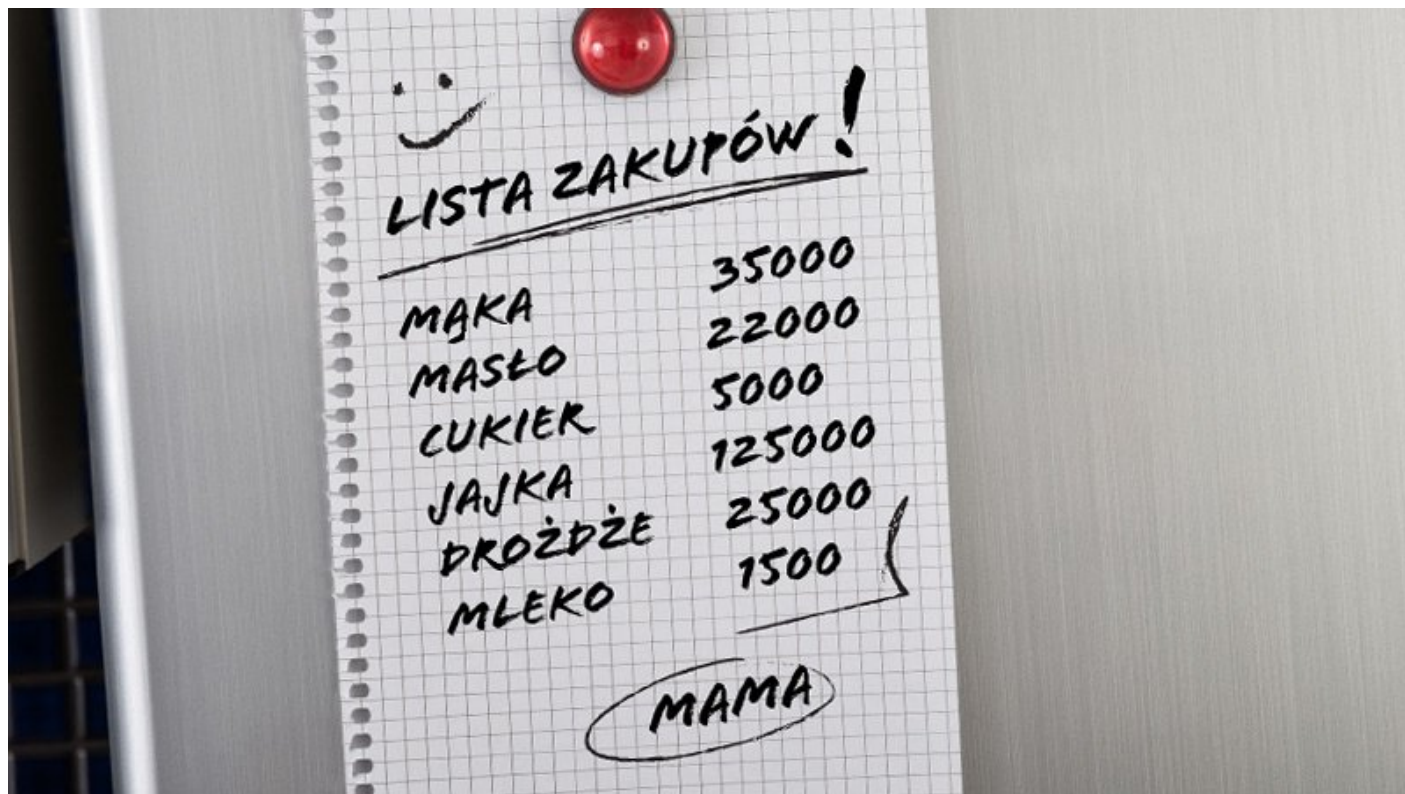 LISTA ZAKUPÓW!
MĄKA 35000
MASŁO 22000
CUKIER 5000
JAJKA 125000
DROŻDŻE 25000
MLEKO 1500
MAMA